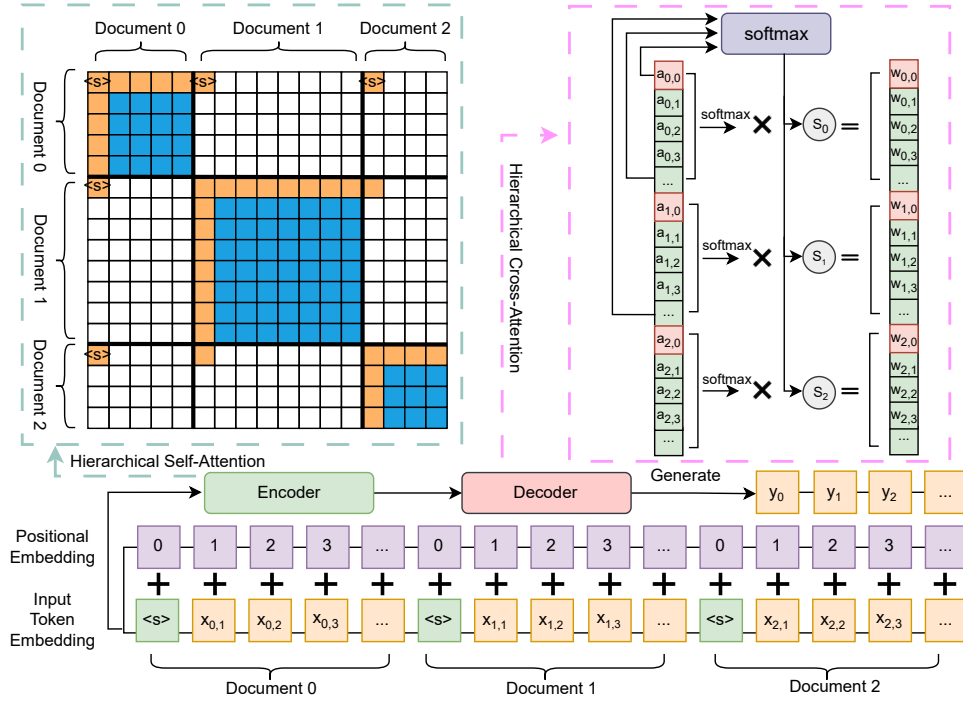 Document 0 Document 1 Document 2
<s> <s> <s>
Document 0
<s>
Document 1
<s>
Document 2
Hierarchical Self-Attention
softmax
Hierarchical Cross-Attention
a0,0
a0,1
a0,2
a0,3
...
softmax × S0 =
w0,0
w0,1
w0,2
w0,3
...
a1,0
a1,1
a1,2
a1,3
...
softmax × S1 =
w1,0
w1,1
w1,2
w1,3
...
a2,0
a2,1
a2,2
a2,3
...
softmax × S2 =
w2,0
w2,1
w2,2
w2,3
...
Encoder Decoder Generate y0 y1 y2 ...
Positional
Embedding
0 1 2 3 ... 0 1 2 3 ... 0 1 2 3 ...
+ + + + + + + + + + + + + + +
Input
Token
Embedding
<s> x0,1 x0,2 x0,3 ... <s> x1,1 x1,2 x1,3 ... <s> x2,1 x2,2 x2,3 ...
Document 0 Document 1 Document 2